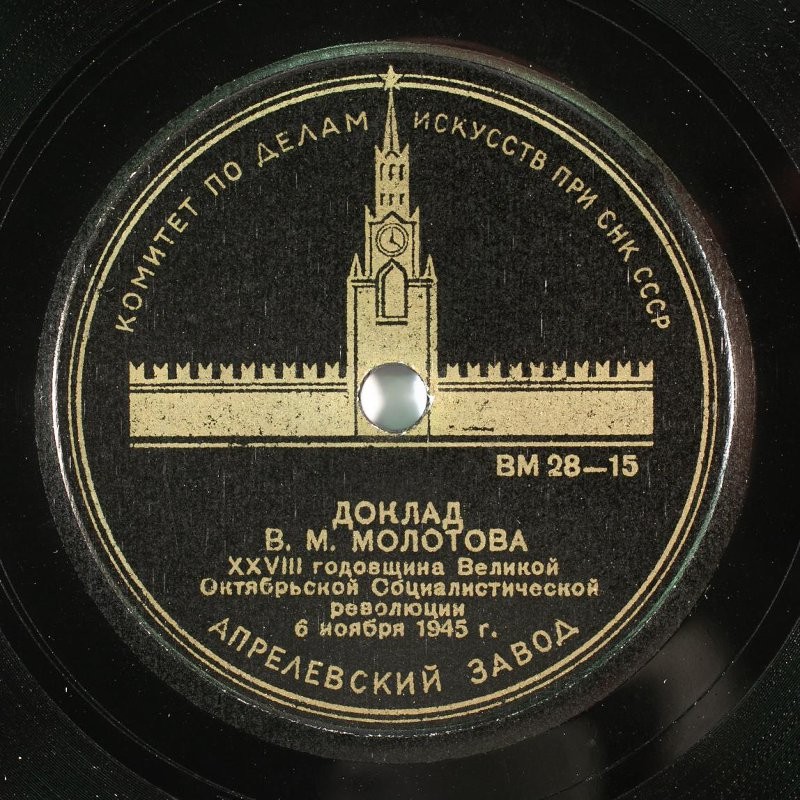 КОМИТЕТ ПО ДЕЛАМ ИСКУССТВ ПРИ СНК СССР
ВМ 28—15
ДОКЛАД
В. М. МОЛОТОВА
XXVIII годовщина Великой
Октябрьской Социалистической
революции
6 ноября 1945 г.
АПРЕЛЕВСКИЙ ЗАВОД